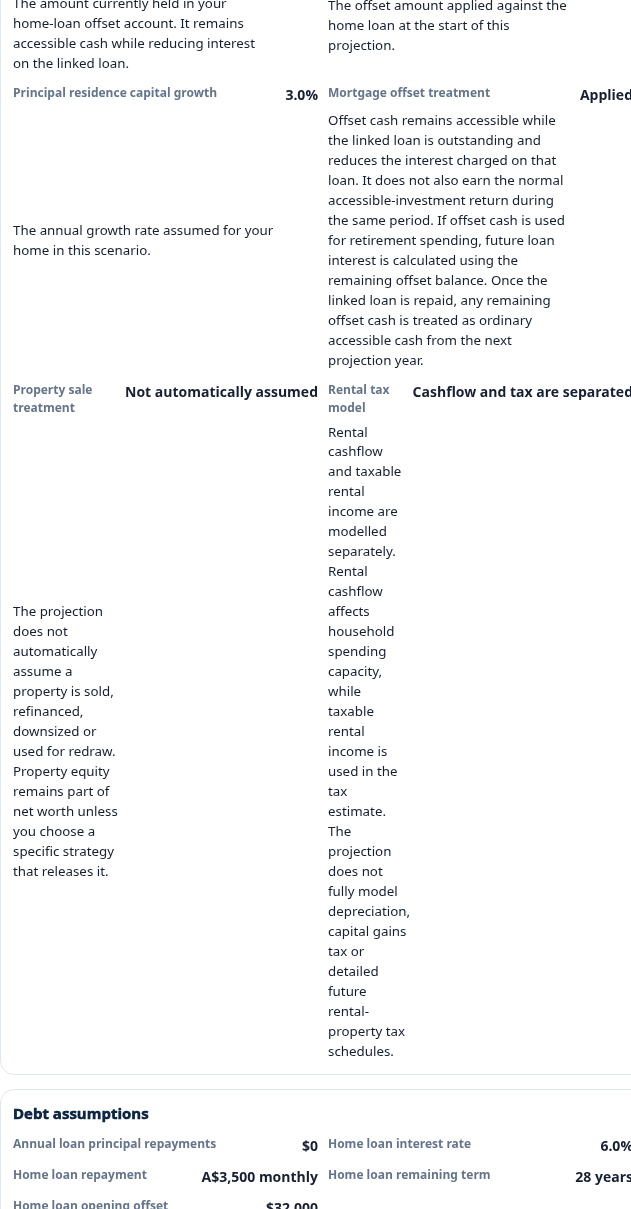 The amount currently held in your
home-loan offset account. It remains
accessible cash while reducing interest
on the linked loan.
The offset amount applied against the
home loan at the start of this
projection.
Principal residence capital growth 3.0%
The annual growth rate assumed for your
home in this scenario.
Mortgage offset treatment Applied
Offset cash remains accessible while
the linked loan is outstanding and
reduces the interest charged on that
loan. It does not also earn the normal
accessible-investment return during
the same period. If offset cash is used
for retirement spending, future loan
interest is calculated using the
remaining offset balance. Once the
linked loan is repaid, any remaining
offset cash is treated as ordinary
accessible cash from the next
projection year.
Property sale
treatment
Not automatically assumed
The projection
does not
automatically
assume a
property is sold,
refinanced,
downsized or
used for redraw.
Property equity
remains part of
net worth unless
you choose a
specific strategy
that releases it.
Rental tax
model
Cashflow and tax are separated
Rental
cashflow
and taxable
rental
income are
modelled
separately.
Rental
cashflow
affects
household
spending
capacity,
while
taxable
rental
income is
used in the
tax
estimate.
The
projection
does not
fully model
depreciation,
capital gains
tax or
detailed
future
rental-
property tax
schedules.
Debt assumptions
Annual loan principal repayments $0
Home loan interest rate 6.0%
Home loan repayment A$3,500 monthly
Home loan remaining term 28 years
Home loan opening offset $32,000